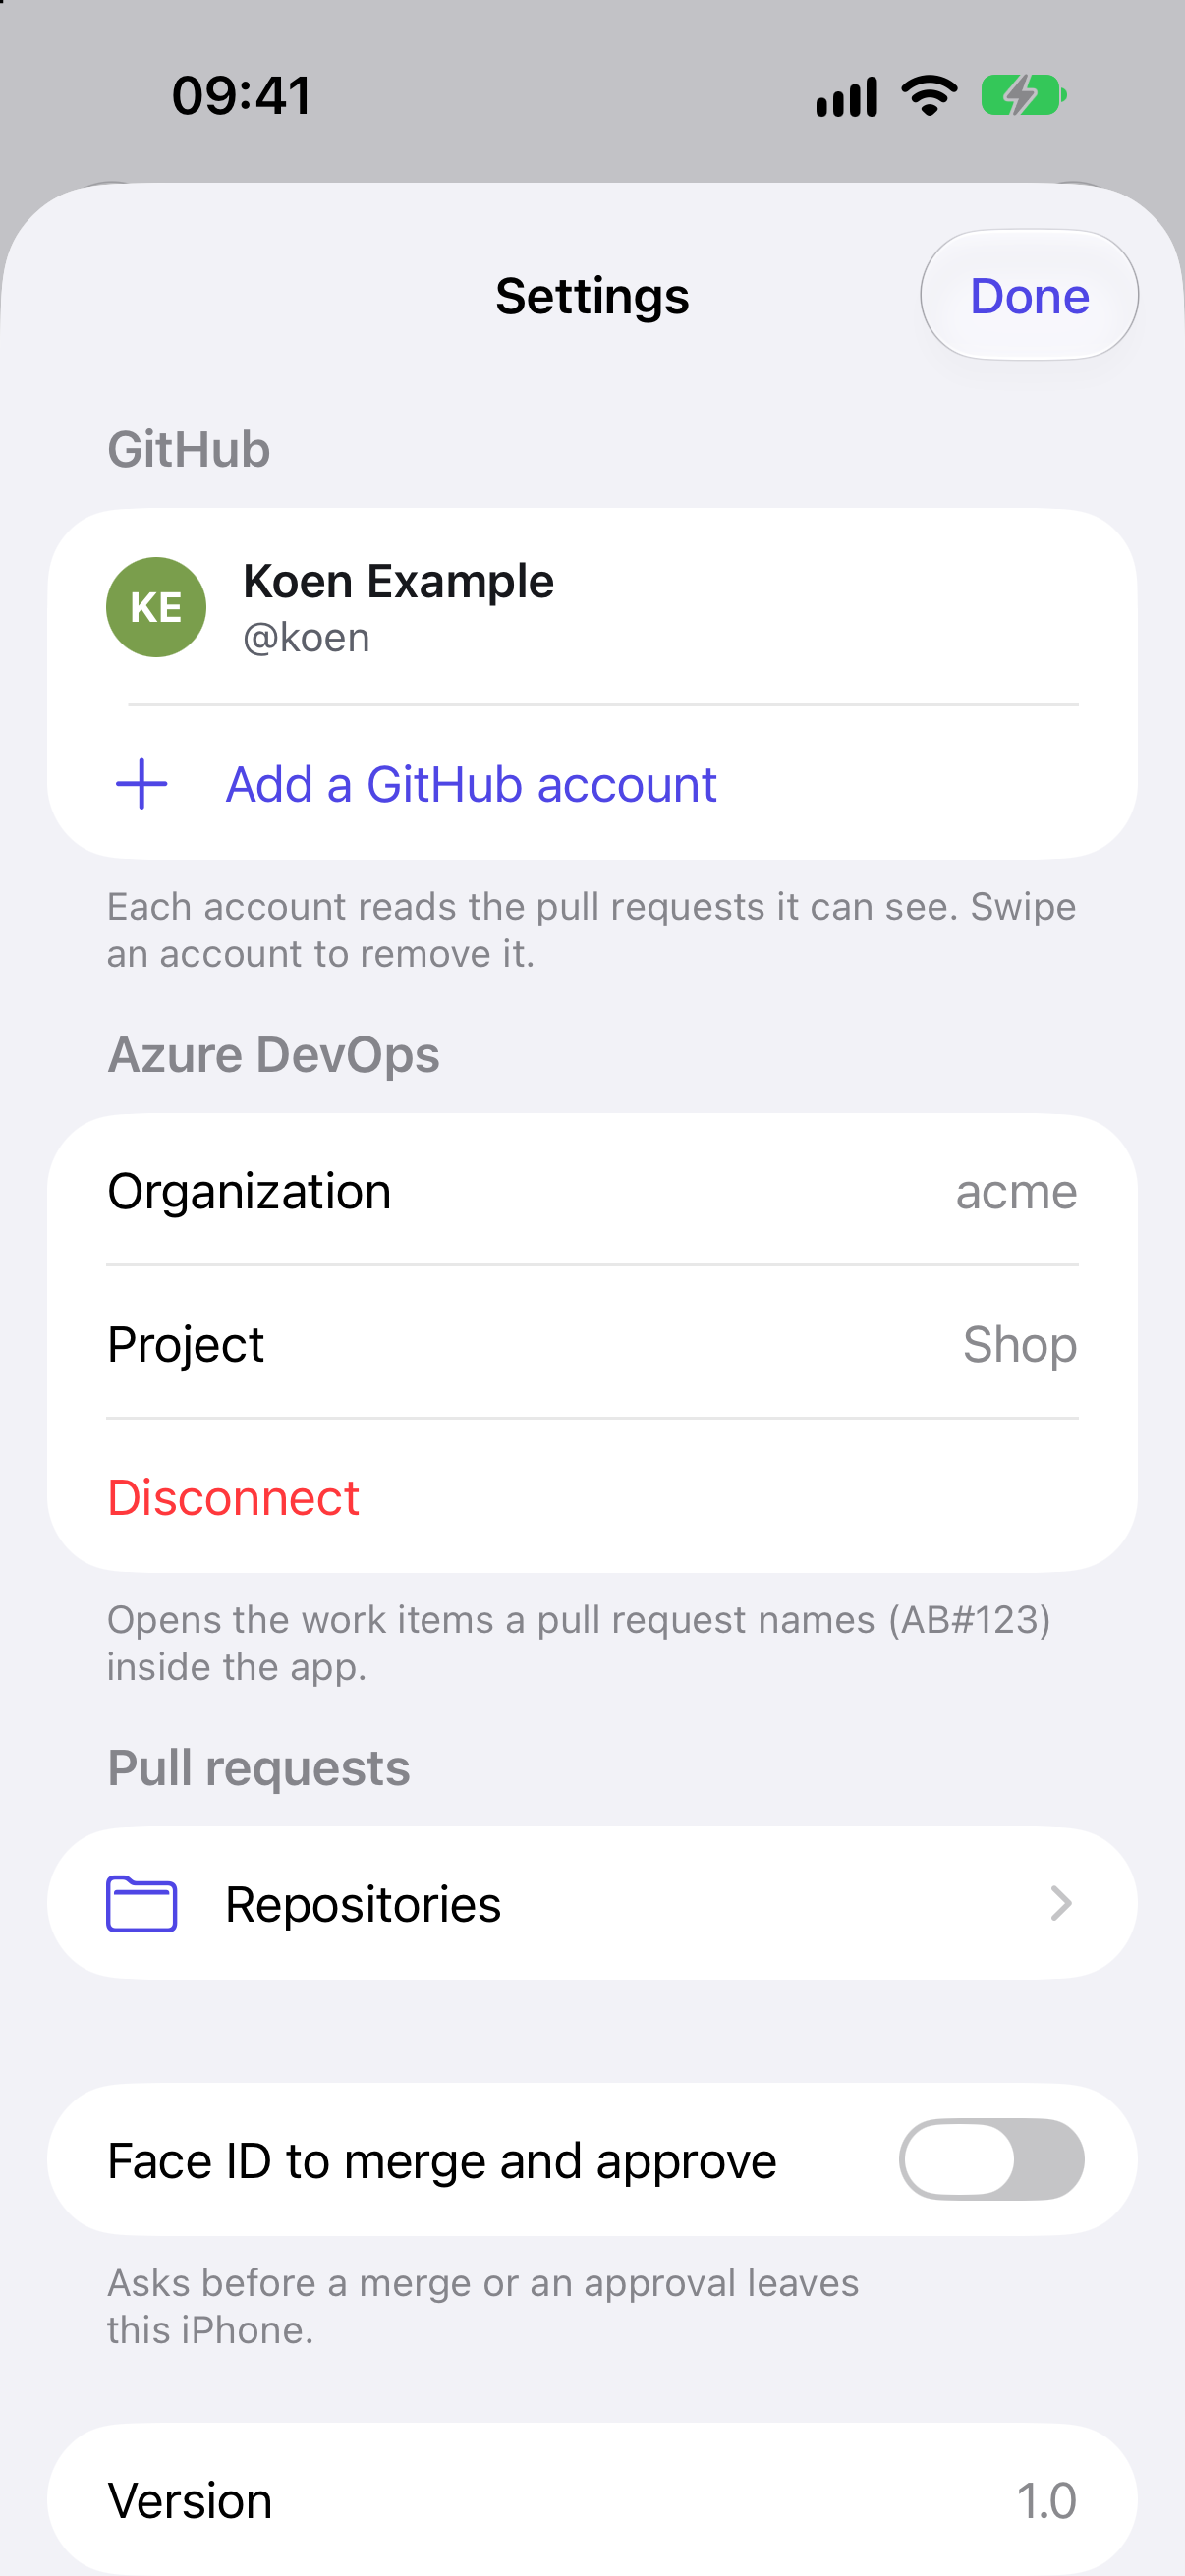 09:41
Settings
Done
GitHub
KE
Koen Example
@koen
Add a GitHub account
Each account reads the pull requests it can see. Swipe
an account to remove it.
Azure DevOps
Organization acme
Project Shop
Disconnect
Opens the work items a pull request names (AB#123)
inside the app.
Pull requests
Repositories
Face ID to merge and approve
Asks before a merge or an approval leaves
this iPhone.
Version 1.0